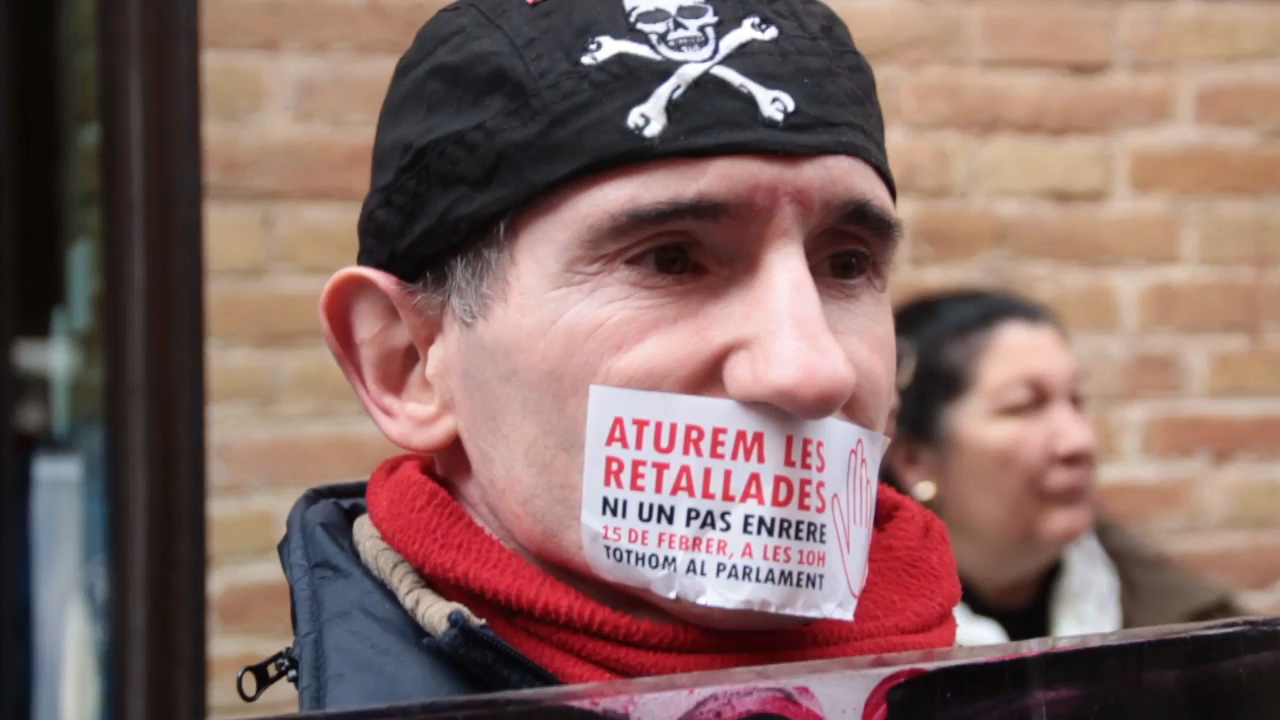 ATUREM LES
RETALLADES
NI UN PAS ENRERE
15 DE FEBRER, A LES 10H
TOTHOM AL PARLAMENT